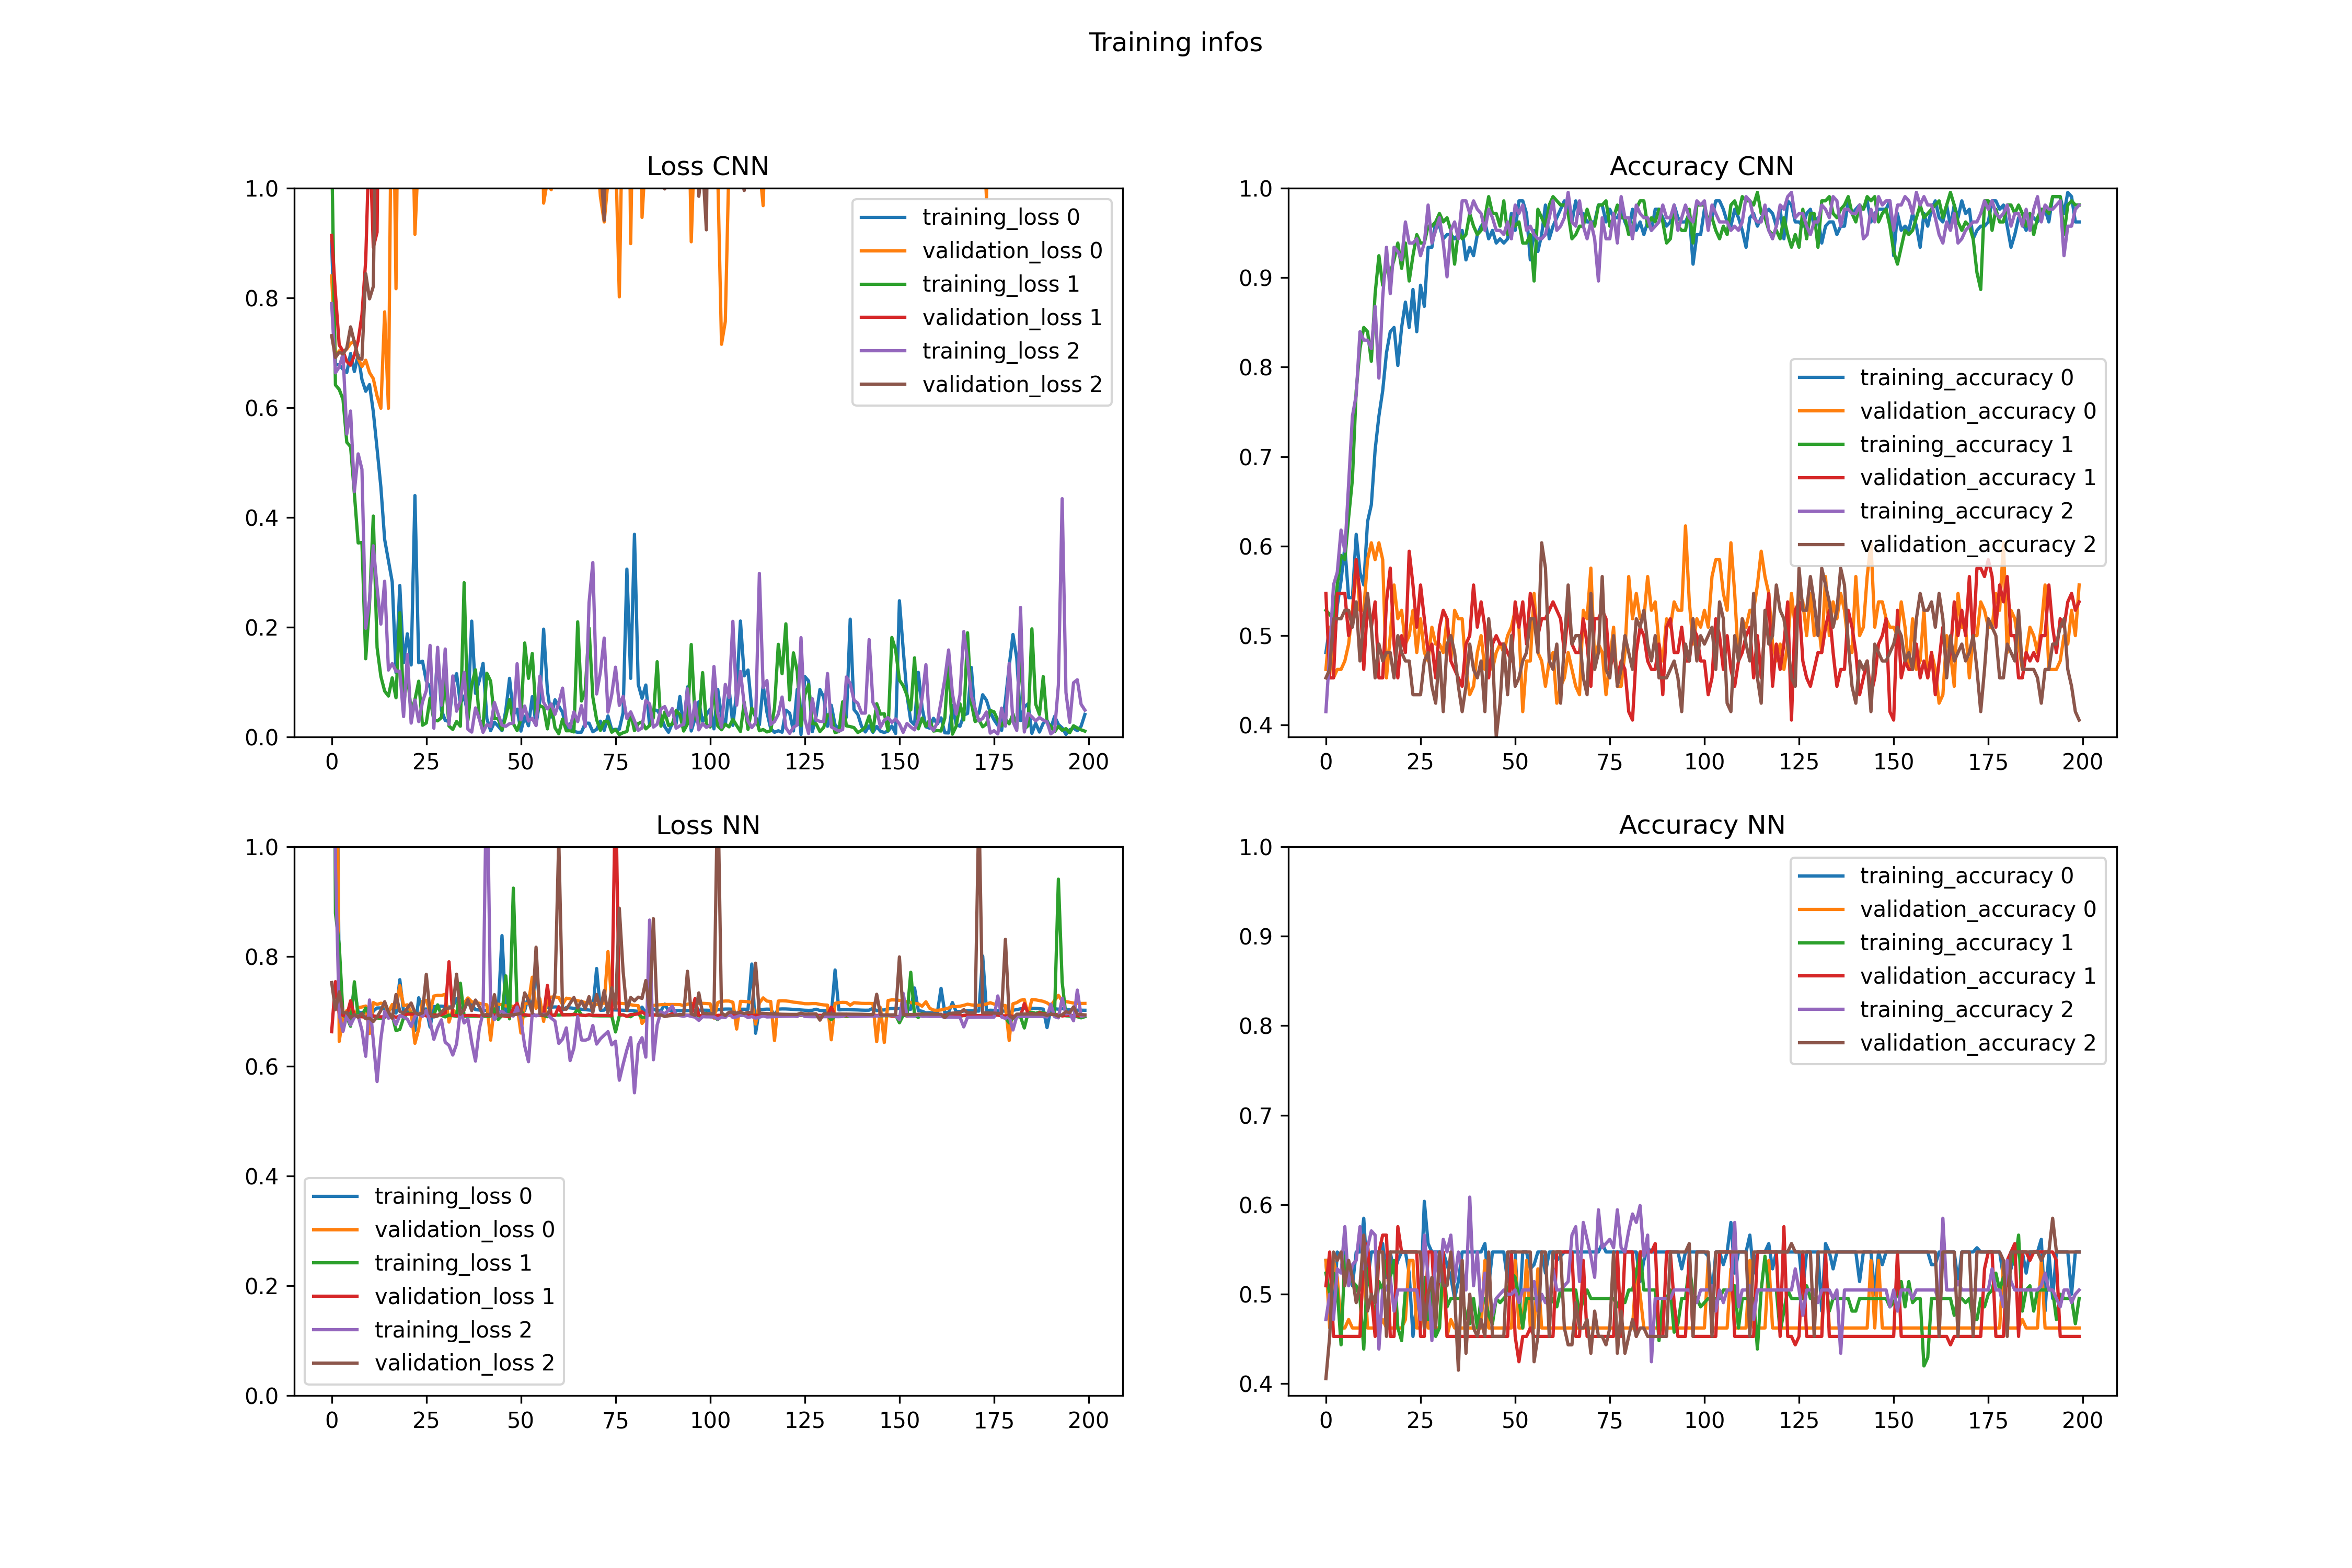 Training infos
Loss CNN
1.0
0.8
0.6
0.4
0.2
0.0
0 25 50 75 100 125 150 175 200
training_loss 0
validation_loss 0
training_loss 1
validation_loss 1
training_loss 2
validation_loss 2
Accuracy CNN
1.0
0.9
0.8
0.7
0.6
0.5
0.4
0 25 50 75 100 125 150 175 200
training_accuracy 0
validation_accuracy 0
training_accuracy 1
validation_accuracy 1
training_accuracy 2
validation_accuracy 2
Loss NN
1.0
0.8
0.6
0.4
0.2
0.0
0 25 50 75 100 125 150 175 200
training_loss 0
validation_loss 0
training_loss 1
validation_loss 1
training_loss 2
validation_loss 2
Accuracy NN
1.0
0.9
0.8
0.7
0.6
0.5
0.4
0 25 50 75 100 125 150 175 200
training_accuracy 0
validation_accuracy 0
training_accuracy 1
validation_accuracy 1
training_accuracy 2
validation_accuracy 2